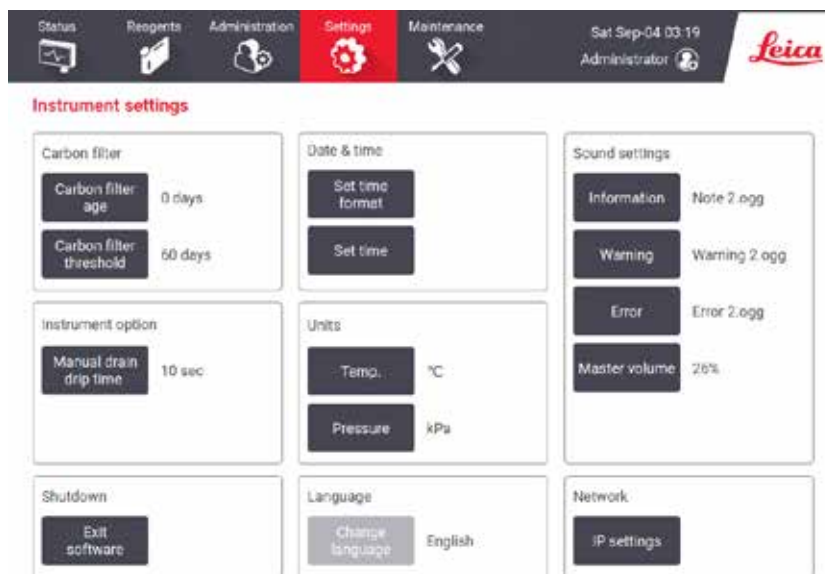 Status Reagents Administration Settings Maintenance
Sat Sep-04 03:19
Administrator
Leica
Instrument settings
Carbon filter
Carbon filter
age
0 days
Carbon filter
threshold
60 days
Date & time
Set time
format
Set time
Sound settings
Information
Note 2.ogg
Warning
Warning 2.ogg
Error
Error 2.ogg
Master volume
26%
Instrument option
Manual drain
drip time
10 sec
Units
Temp.
°C
Pressure
kPa
Shutdown
Exit
software
Language
Change
language
English
Network
IP settings